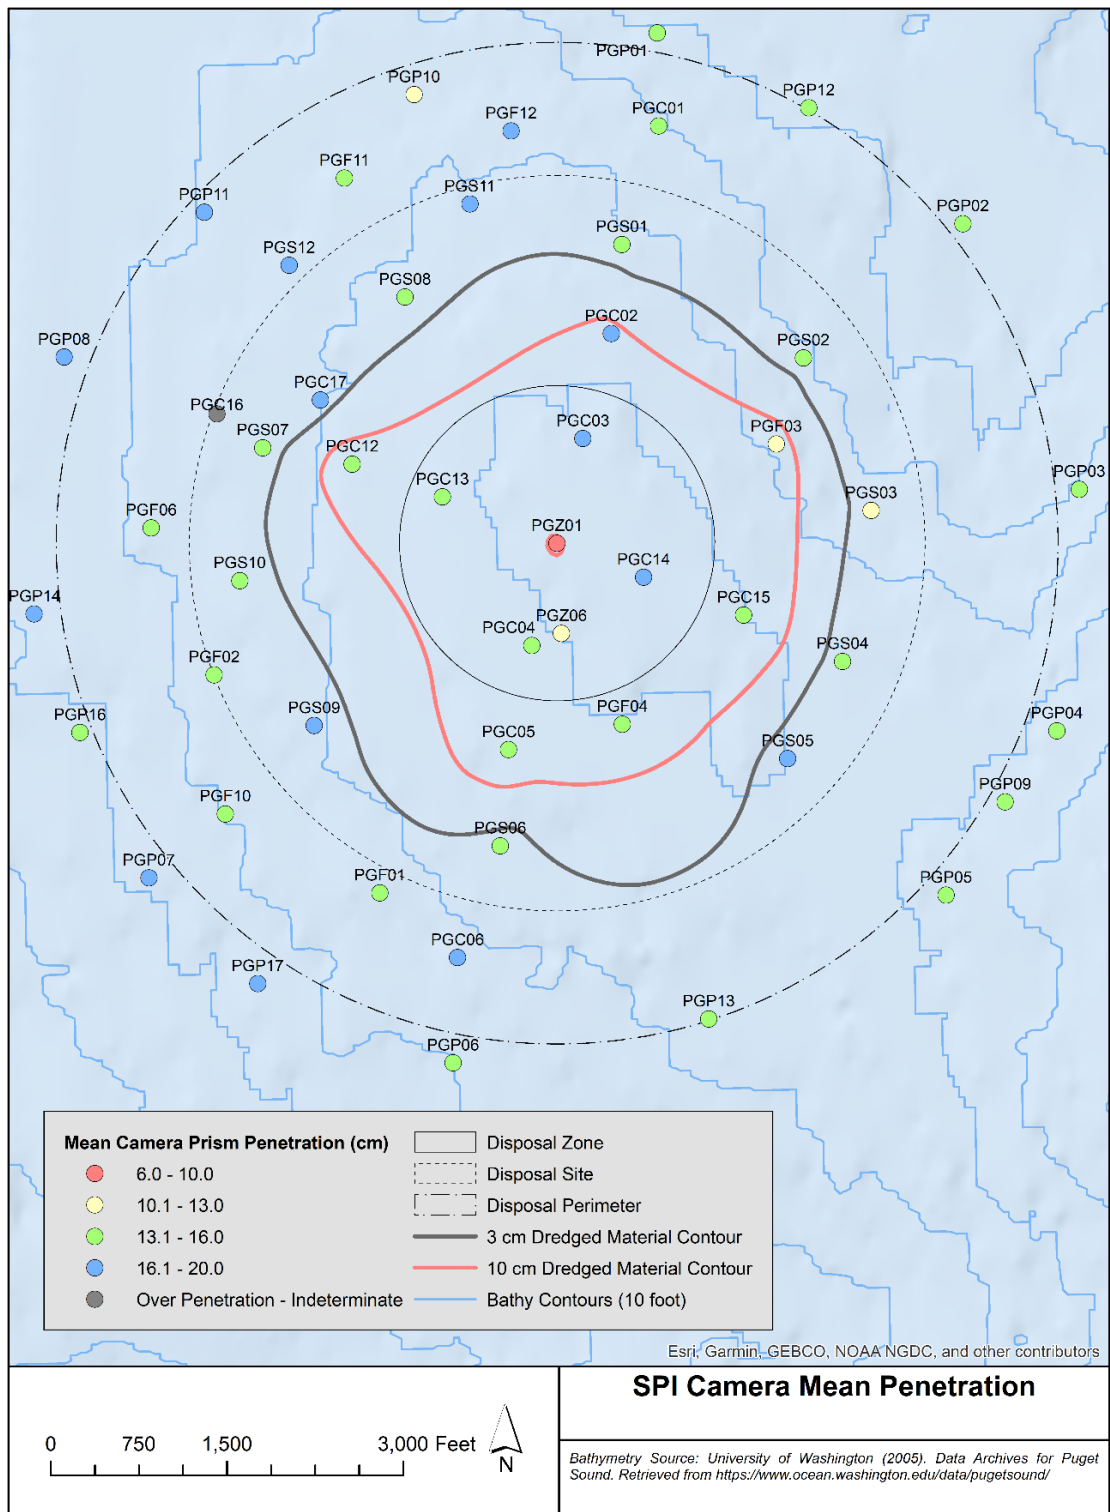 PGP01
PGP10
PGP12
PGC01
PGF12
PGF11
PGS11
PGP11
PGP02
PGS01
PGS12
PGS08
PGC02
PGS02
PGP08
PGC17
PGC16
PGC03
PGF03
PGS07
PGC12
PGC13
PGP03
PGS03
PGF06
PGZ01
PGC14
PGS10
PGP14
PGC15
PGZ06
PGC04
PGS04
PGF02
PGS09
PGF04
PGP16
PGP04
PGC05
PGS05
PGP09
PGF10
PGS06
PGP07
PGF01
PGP05
PGC06
PGP17
PGP13
PGP06
Mean Camera Prism Penetration (cm)
6.0 - 10.0
10.1 - 13.0
13.1 - 16.0
16.1 - 20.0
Over Penetration - Indeterminate
Disposal Zone
Disposal Site
Disposal Perimeter
3 cm Dredged Material Contour
10 cm Dredged Material Contour
Bathy Contours (10 foot)
Esri, Garmin, GEBCO, NOAA NGDC, and other contributors
0 750 1,500 3,000 Feet
N
SPI Camera Mean Penetration
Bathymetry Source: University of Washington (2005). Data Archives for Puget
Sound. Retrieved from https://www.ocean.washington.edu/data/pugetsound/